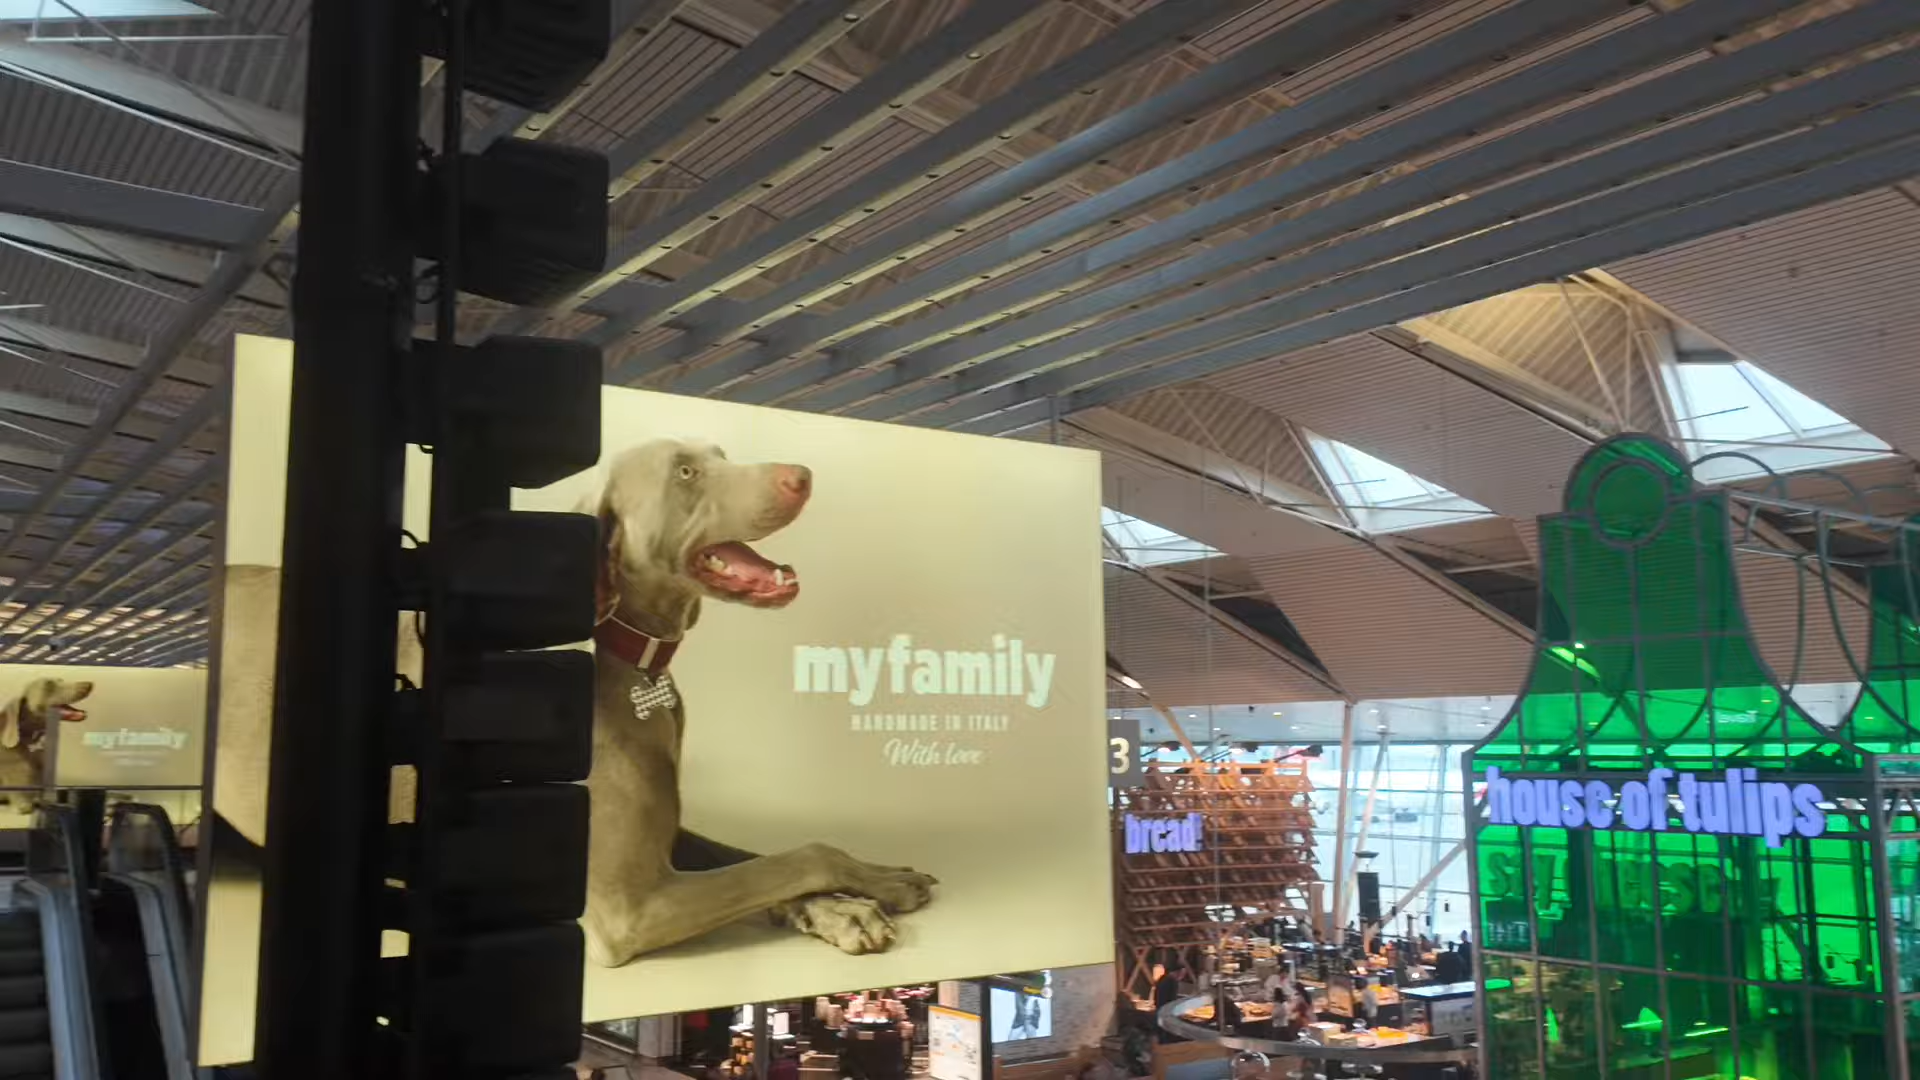 myfamily
HANDMADE IN ITALY
With love
myfamily
3
bread!
house of tulips